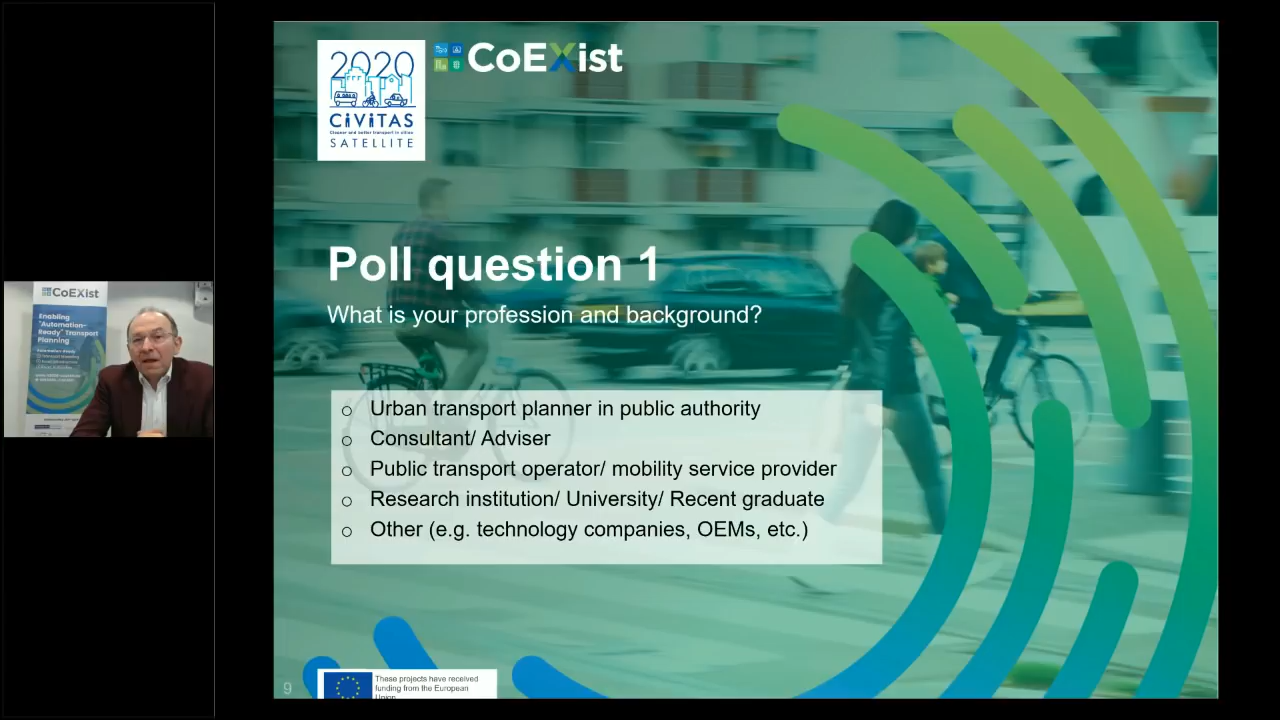 2020
CiViTAS
Cleaner and better transport in cities
SATELLITE
CoEXist
Poll question 1
What is your profession and background?
o Urban transport planner in public authority
o Consultant/ Adviser
o Public transport operator/ mobility service provider
o Research institution/ University/ Recent graduate
o Other (e.g. technology companies, OEMs, etc.)
9
These projects have received
funding from the European
Union
CoEXist
Enabling
"Automation-
Ready" Transport
Planning